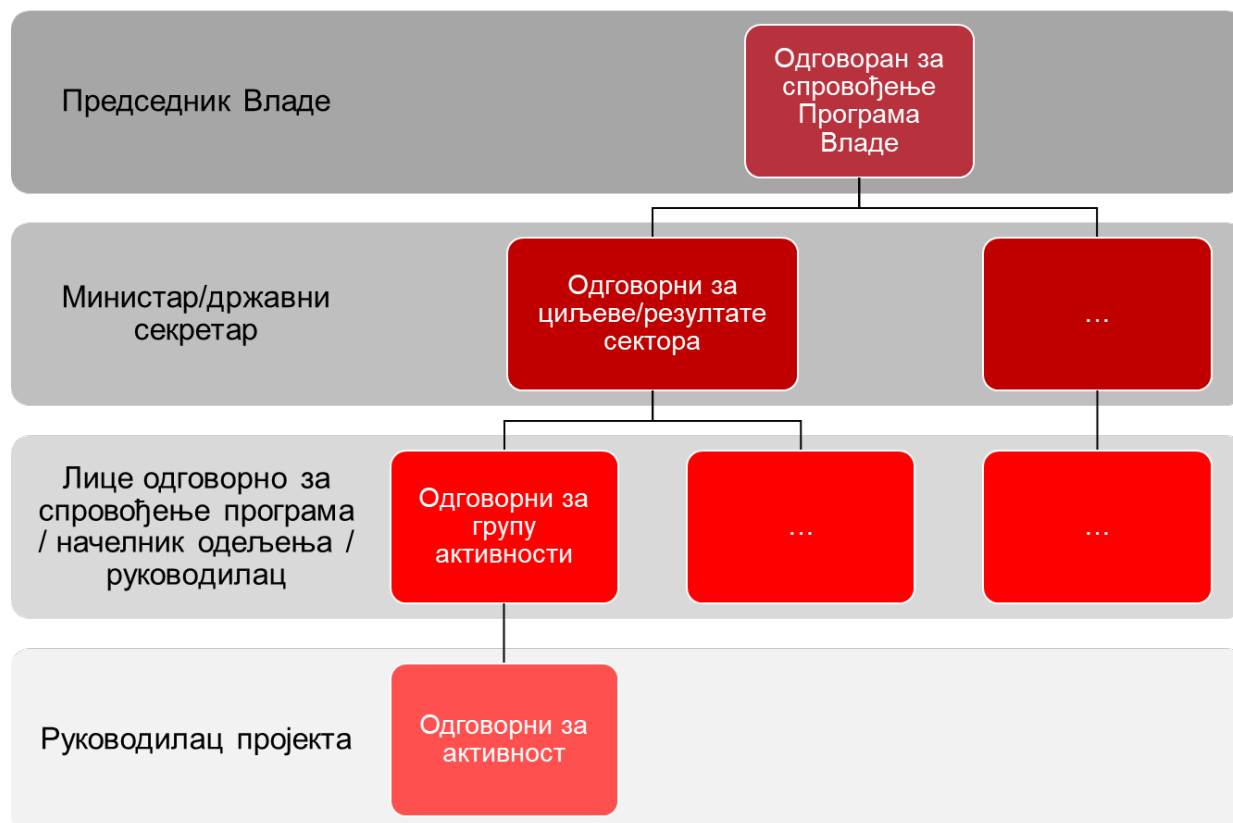 Председник Владе
Одговоран за
спровођење
Програма
Владе
Министар/државни
секретар
Одговорни за
циљеве/резултате
сектора
...
Лице одговорно за
спровођење програма
/ начелник одељења /
руководилац
Одговорни за
групу
активности
...
...
Руководилац пројекта
Одговорни за
активност